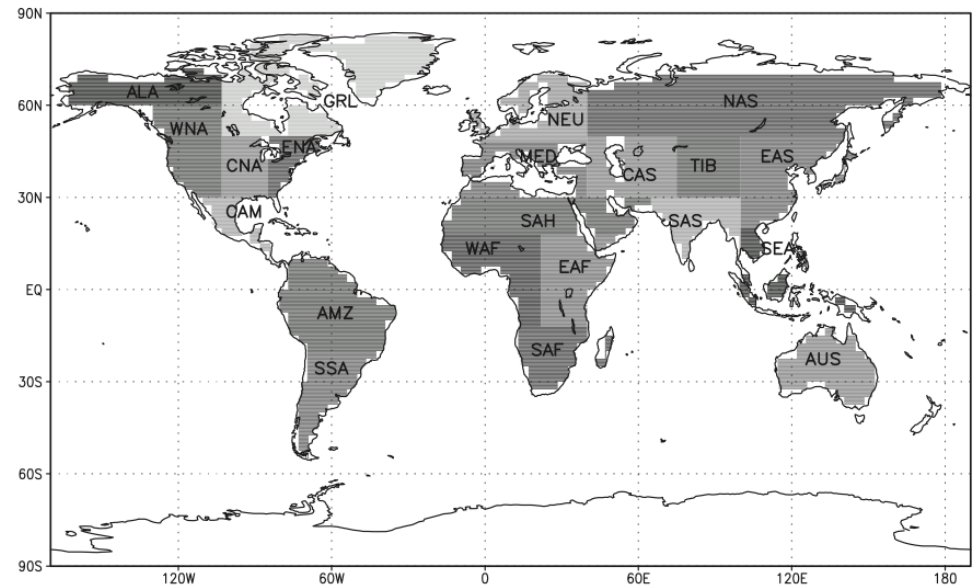 90N
ALA
NAS
60N
GRL
WNA
NEU
ENA
MED
EAS
CNA
TIB
CAS
30N
CAM
SAH
SAS
WAF
SEA
EAF
EQ
AMZ
SAF
AUS
SSA
30S
60S
90S
120W
60W
0
60E
120E
180